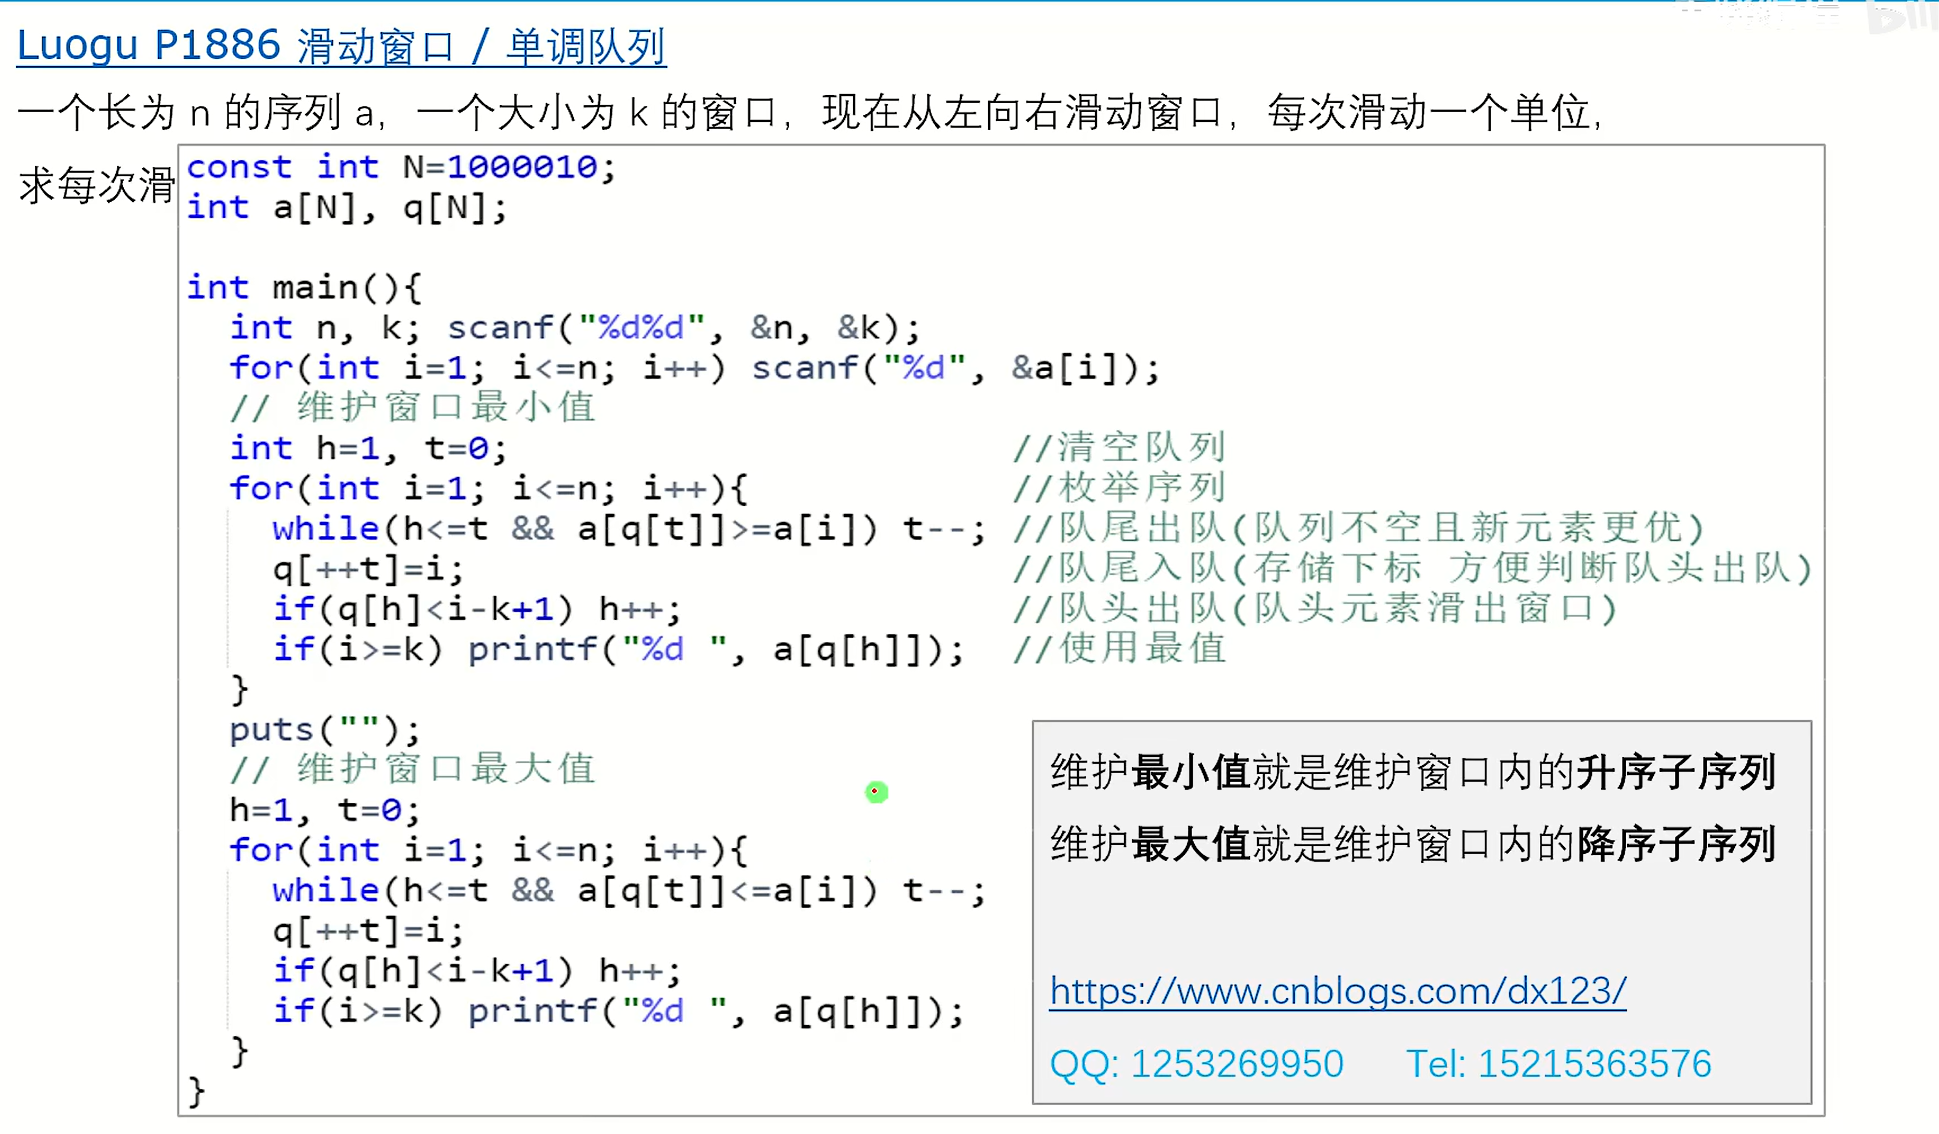 Luogu P1886 滑动窗口 / 单调队列
一个长为 n 的序列 a，一个大小为 k 的窗口，现在从左向右滑动窗口，每次滑动一个单位，
求每次滑
const int N=1000010;
int a[N], q[N];
int main(){
  int n, k; scanf("%d%d", &n, &k);
  for(int i=1; i<=n; i++) scanf("%d", &a[i]);
  // 维护窗口最小值
  int h=1, t=0; //清空队列
  for(int i=1; i<=n; i++){ //枚举序列
    while(h<=t && a[q[t]]>=a[i]) t--; //队尾出队(队列不空且新元素更优)
    q[++t]=i; //队尾入队(存储下标 方便判断队头出队)
    if(q[h]<i-k+1) h++; //队头出队(队头元素滑出窗口)
    if(i>=k) printf("%d ", a[q[h]]); //使用最值
  }
  puts("");
  // 维护窗口最大值
  h=1, t=0;
  for(int i=1; i<=n; i++){
    while(h<=t && a[q[t]]<=a[i]) t--;
    q[++t]=i;
    if(q[h]<i-k+1) h++;
    if(i>=k) printf("%d ", a[q[h]]);
  }
}
维护最小值就是维护窗口内的升序子序列
维护最大值就是维护窗口内的降序子序列
https://www.cnblogs.com/dx123/
QQ: 1253269950 Tel: 15215363576